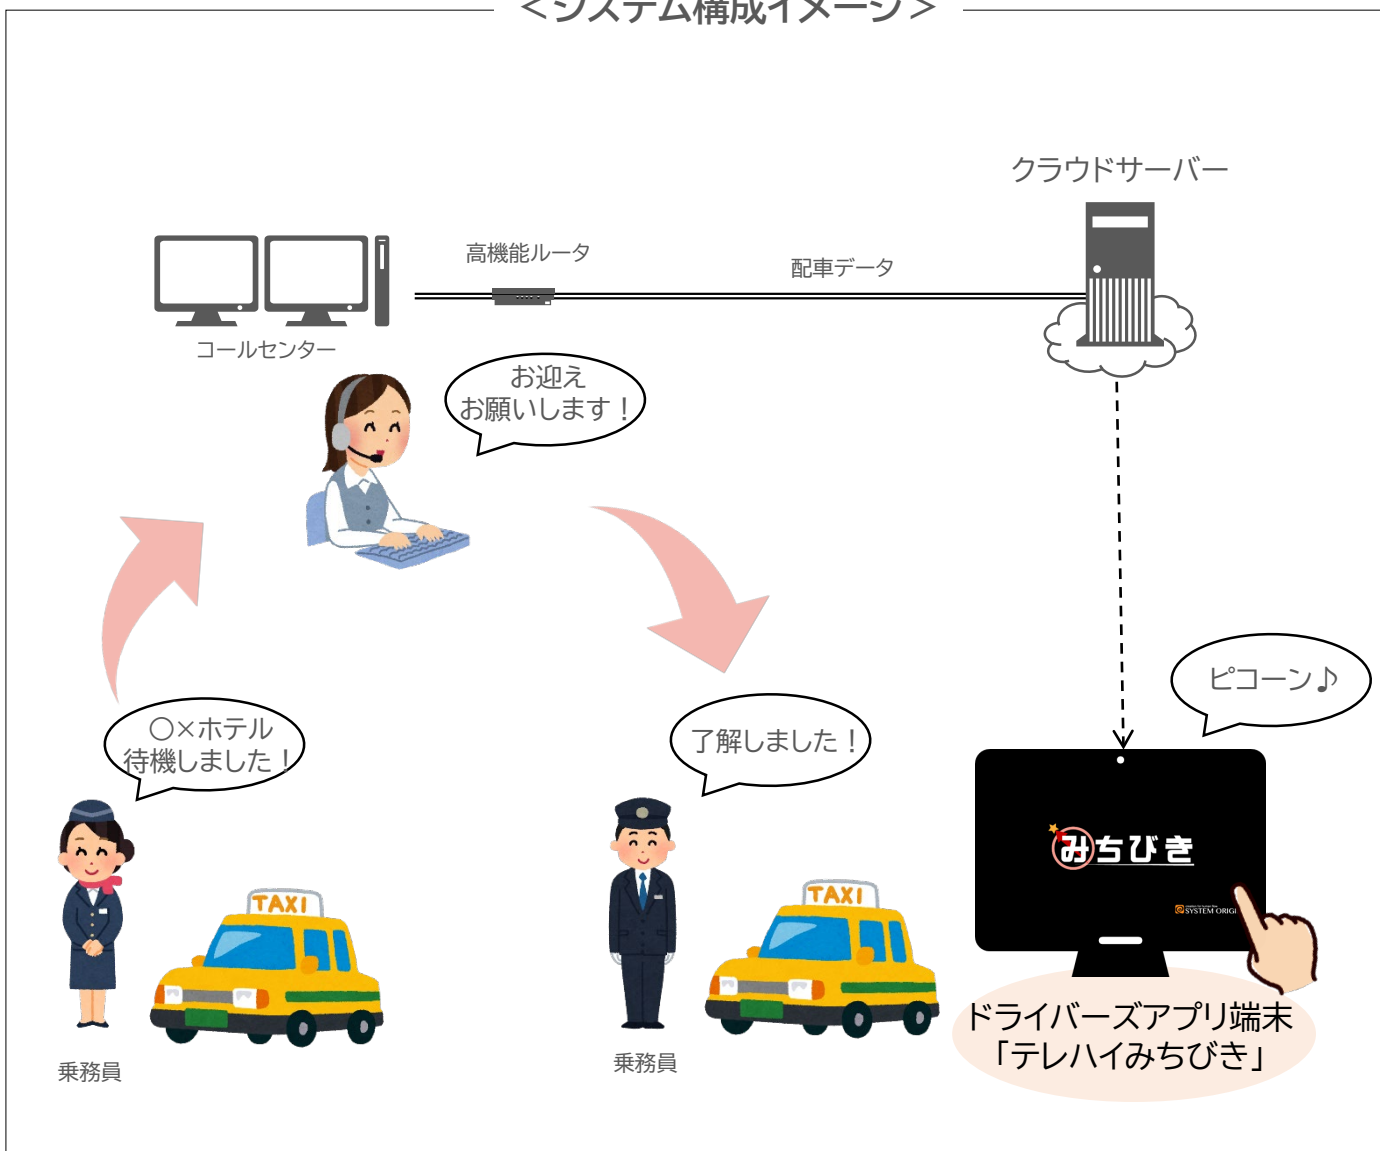 ＜システム構成イメージ＞
クラウドサーバー
高機能ルータ
配車データ
コールセンター
お迎え
お願いします！
ピコーン♪
〇×ホテル
待機しました！
了解しました！
みちびき
SYSTEM ORIGI
TAXI
TAXI
ドライバーズアプリ端末
「テレハイみちびき」
乗務員
乗務員